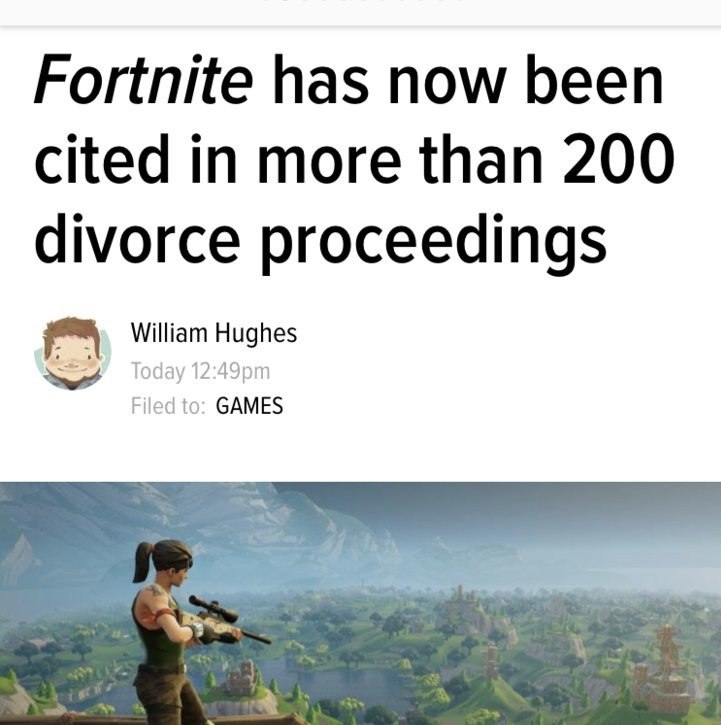 Fortnite has now been
cited in more than 200
divorce proceedings
William Hughes
Today 12:49pm
Filed to: GAMES